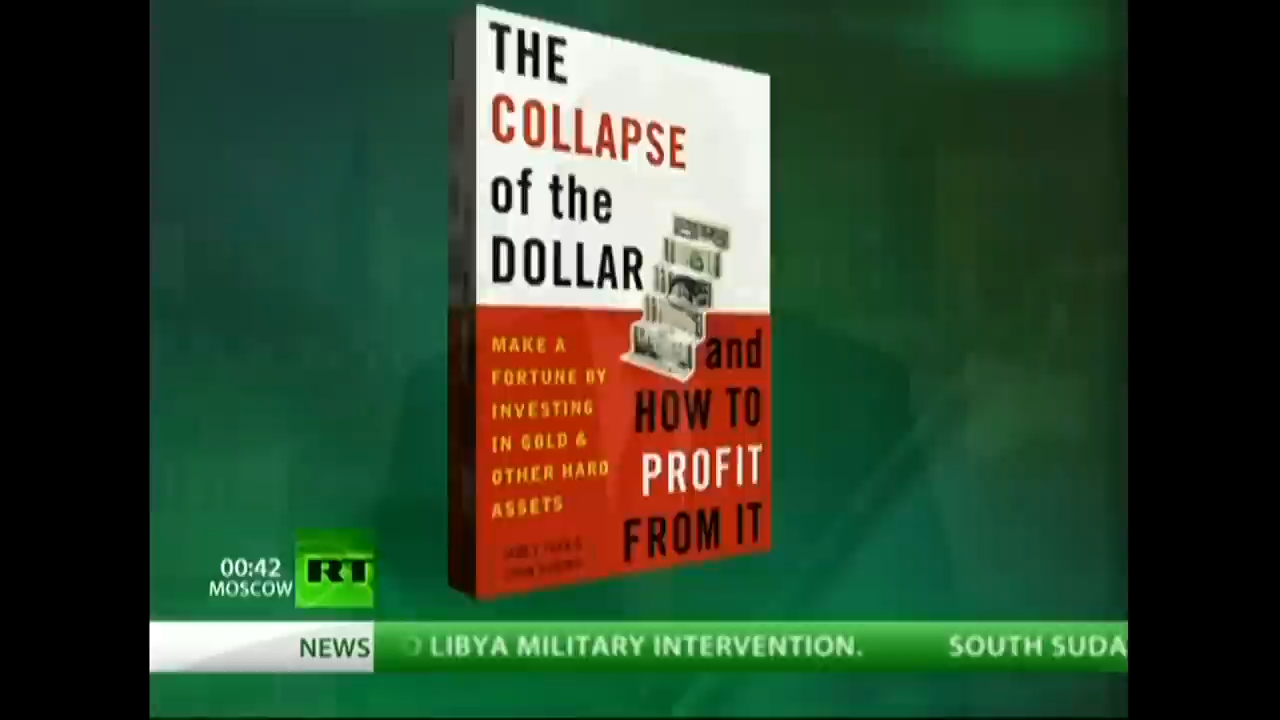 THE
COLLAPSE
of the
DOLLAR
and
HOW TO
PROFIT
FROM IT
MAKE A
FORTUNE BY
INVESTING
IN GOLD &
OTHER HARD
ASSETS
00:42
MOSCOW
RT
NEWS
LIBYA MILITARY INTERVENTION.
SOUTH SUDA